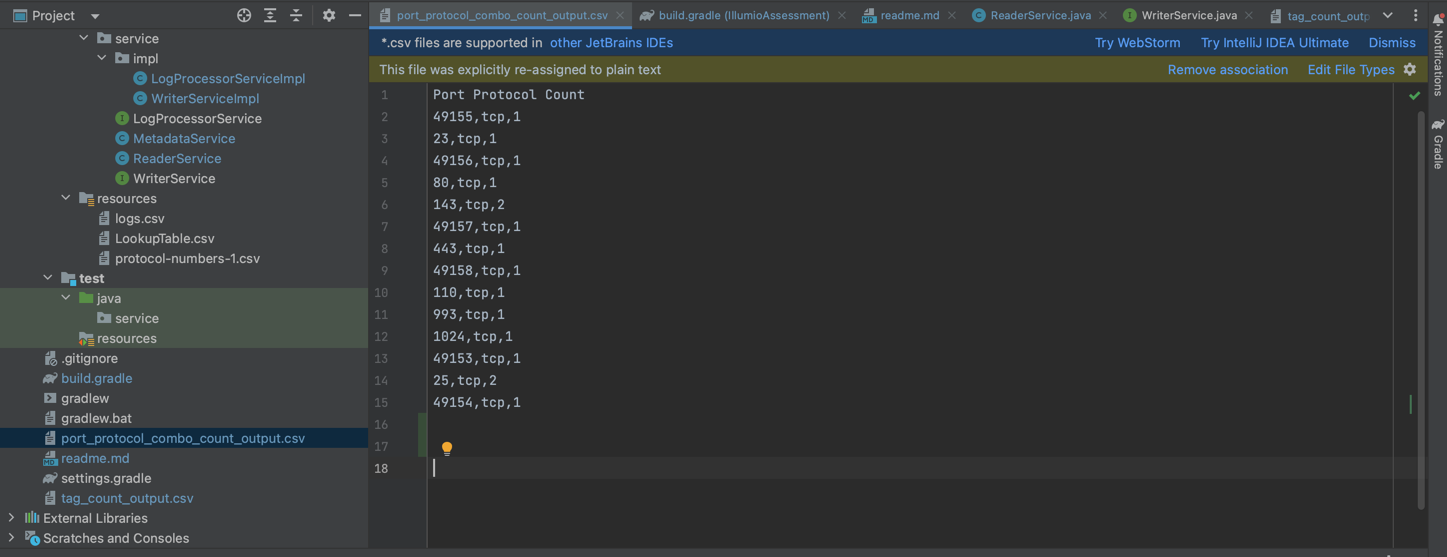 Project
service
impl
LogProcessorServiceImpl
WriterServiceImpl
LogProcessorService
MetadataService
ReaderService
WriterService
resources
logs.csv
LookupTable.csv
protocol-numbers-1.csv
test
java
service
resources
.gitignore
build.gradle
gradlew
gradlew.bat
port_protocol_combo_count_output.csv
readme.md
settings.gradle
tag_count_output.csv
External Libraries
Scratches and Consoles
port_protocol_combo_count_output.csv build.gradle (IllumioAssessment) readme.md ReaderService.java WriterService.java tag_count_outp
*.csv files are supported in other JetBrains IDEs Try WebStorm Try IntelliJ IDEA Ultimate Dismiss
This file was explicitly re-assigned to plain text Remove association Edit File Types
1 Port Protocol Count
2 49155,tcp,1
3 23,tcp,1
4 49156,tcp,1
5 80,tcp,1
6 143,tcp,2
7 49157,tcp,1
8 443,tcp,1
9 49158,tcp,1
10 110,tcp,1
11 993,tcp,1
12 1024,tcp,1
13 49153,tcp,1
14 25,tcp,2
15 49154,tcp,1
16
17
18
Notifications
Gradle